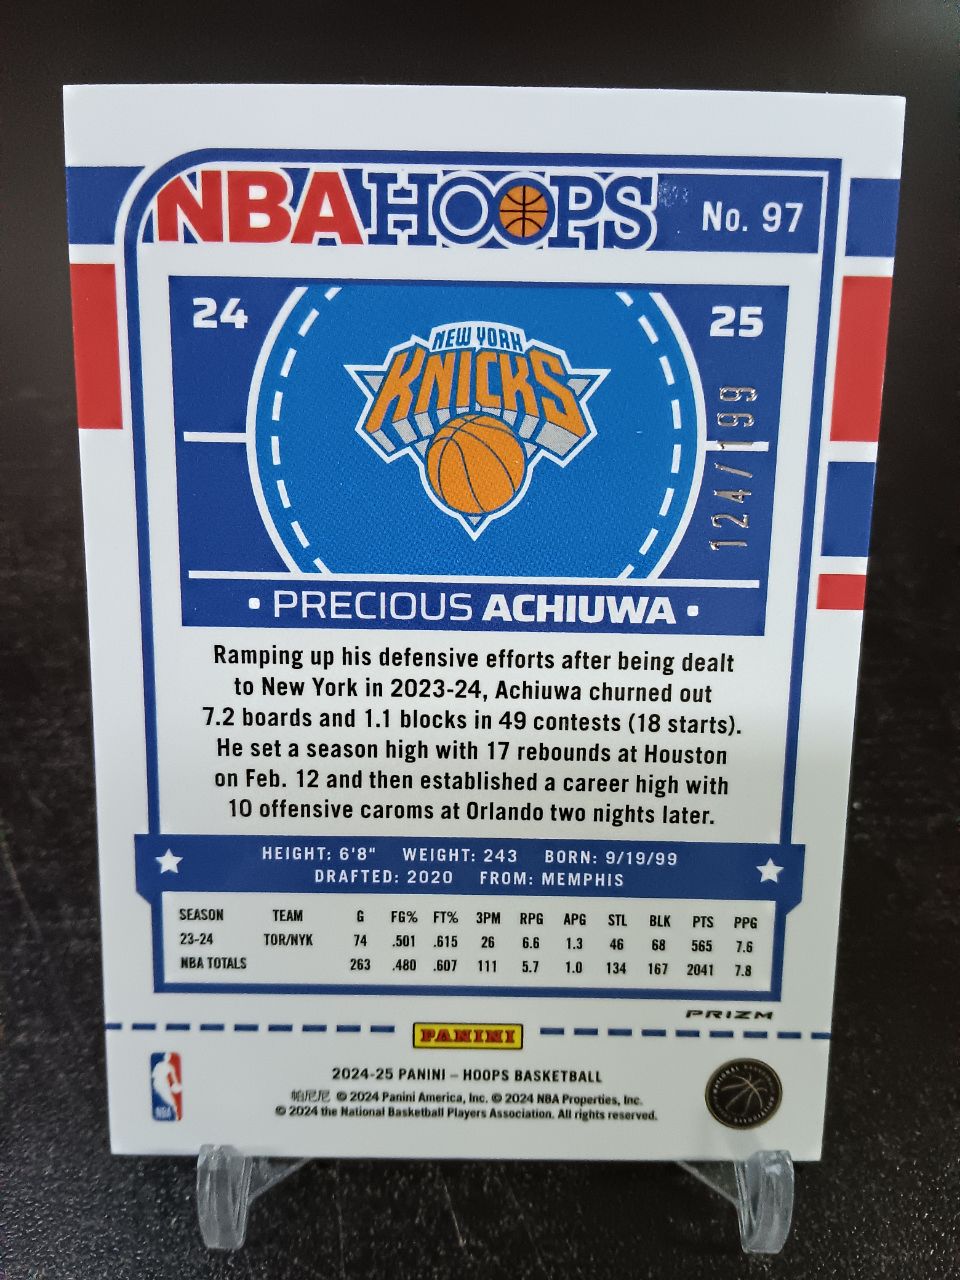 NBA HOOPS No. 97
24
25
NEW YORK
KNICKS
124/199
• PRECIOUS ACHIUWA •
Ramping up his defensive efforts after being dealt
to New York in 2023-24, Achiuwa churned out
7.2 boards and 1.1 blocks in 49 contests (18 starts).
He set a season high with 17 rebounds at Houston
on Feb. 12 and then established a career high with
10 offensive caroms at Orlando two nights later.
HEIGHT: 6'8" WEIGHT: 243 BORN: 9/19/99
DRAFTED: 2020 FROM: MEMPHIS
SEASON TEAM G FG% FT% 3PM RPG APG STL BLK PTS PPG
23-24 TOR/NYK 74 .501 .615 26 6.6 1.3 46 68 565 7.6
NBA TOTALS 263 .480 .607 111 5.7 1.0 134 167 2041 7.8
PRIZM
PANINI
2024-25 PANINI – HOOPS BASKETBALL
帕尼尼 © 2024 Panini America, Inc. © 2024 NBA Properties, Inc.
© 2024 the National Basketball Players Association. All rights reserved.
NBA
NATIONAL BASKETBALL PLAYERS ASSOCIATION